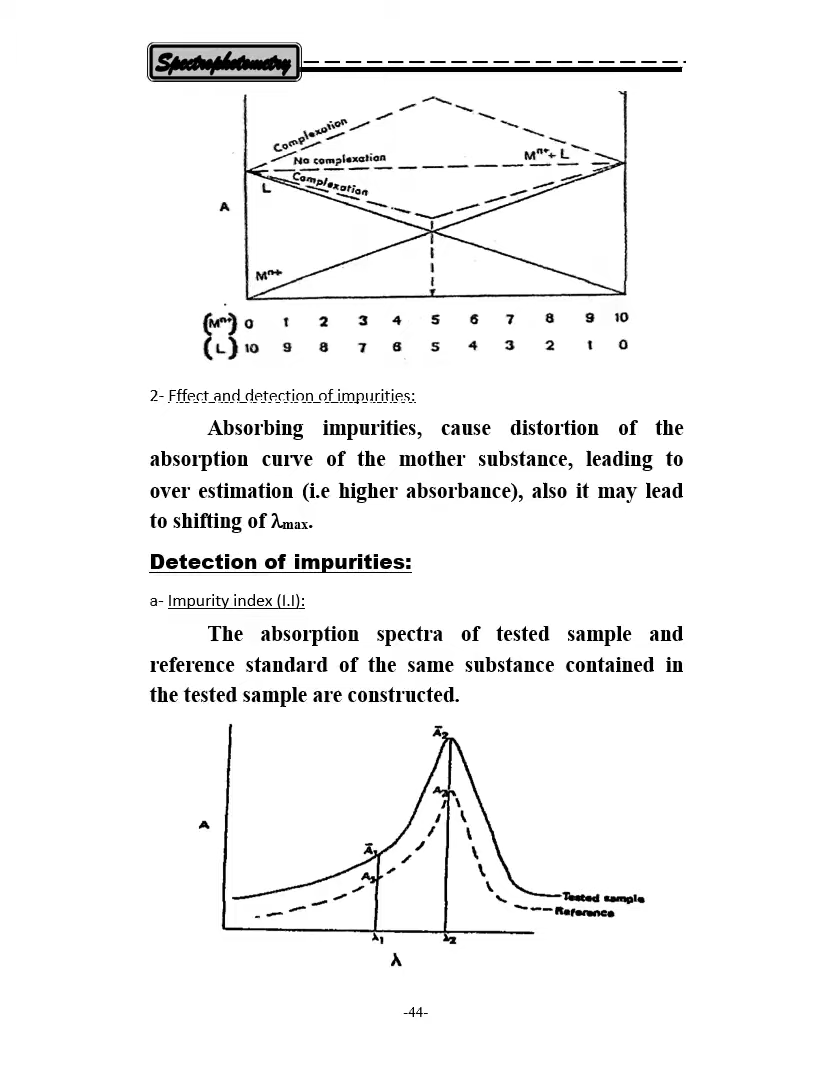 Spectrophotometry
Complexation
No complexation
Mn+ + L
Complexation
L
A
Mn+
(Mn+) 0 1 2 3 4 5 6 7 8 9 10
(L) 10 9 8 7 6 5 4 3 2 1 0
2- Effect and detection of impurities:
Absorbing impurities, cause distortion of the
absorption curve of the mother substance, leading to
over estimation (i.e higher absorbance), also it may lead
to shifting of λmax.
Detection of impurities:
a- Impurity index (I.I):
The absorption spectra of tested sample and
reference standard of the same substance contained in
the tested sample are constructed.
Ā2
A2
A
Ā1
A1
Tested sample
Reference
λ1 λ2
λ
-44-